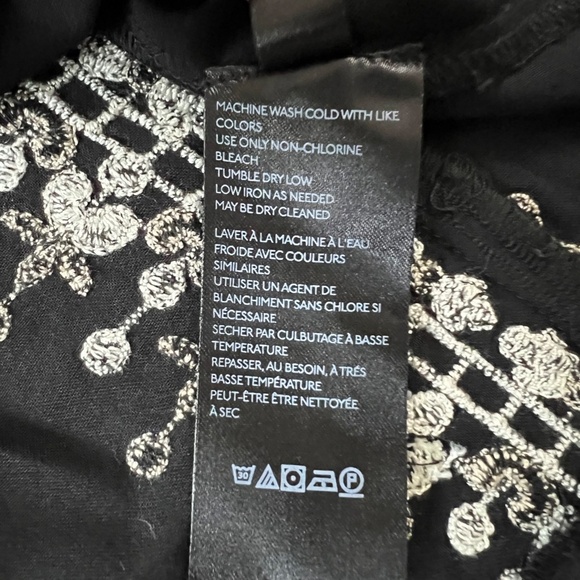 MACHINE WASH COLD WITH LIKE
COLORS
USE ONLY NON-CHLORINE
BLEACH
TUMBLE DRY LOW
LOW IRON AS NEEDED
MAY BE DRY CLEANED
LAVER À LA MACHINE À L'EAU
FROIDE AVEC COULEURS
SIMILAIRES
UTILISER UN AGENT DE
BLANCHIMENT SANS CHLORE SI
NÉCESSAIRE
SECHER PAR CULBUTAGE À BASSE
TEMPERATURE
REPASSER, AU BESOIN, À TRÉS
BASSE TEMPÉRATURE
PEUT-ÊTRE ÊTRE NETTOYÉE
À SEC
30 P